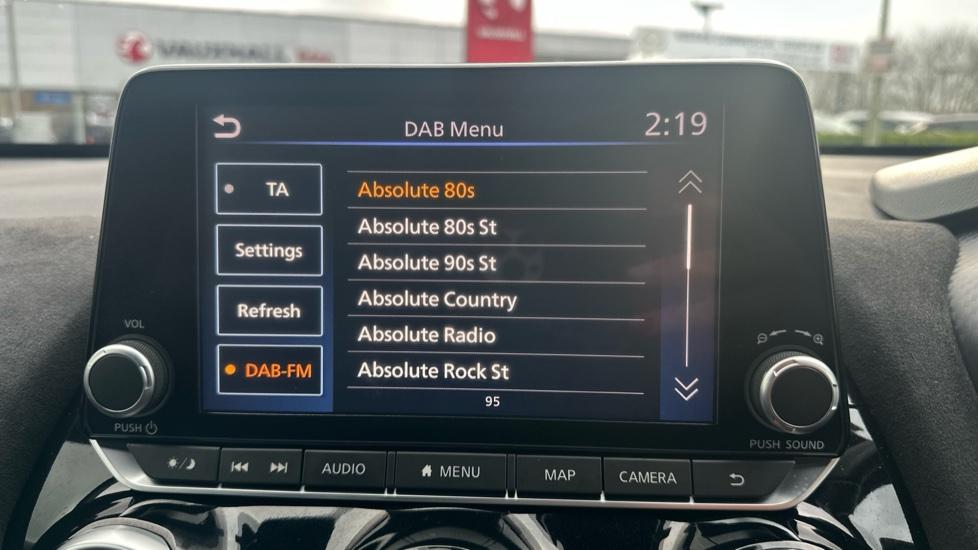 VAUXHALL
DAB Menu
2:19
TA
Settings
Refresh
DAB-FM
Absolute 80s
Absolute 80s St
Absolute 90s St
Absolute Country
Absolute Radio
Absolute Rock St
95
VOL
PUSH
PUSH SOUND
AUDIO
MENU
MAP
CAMERA